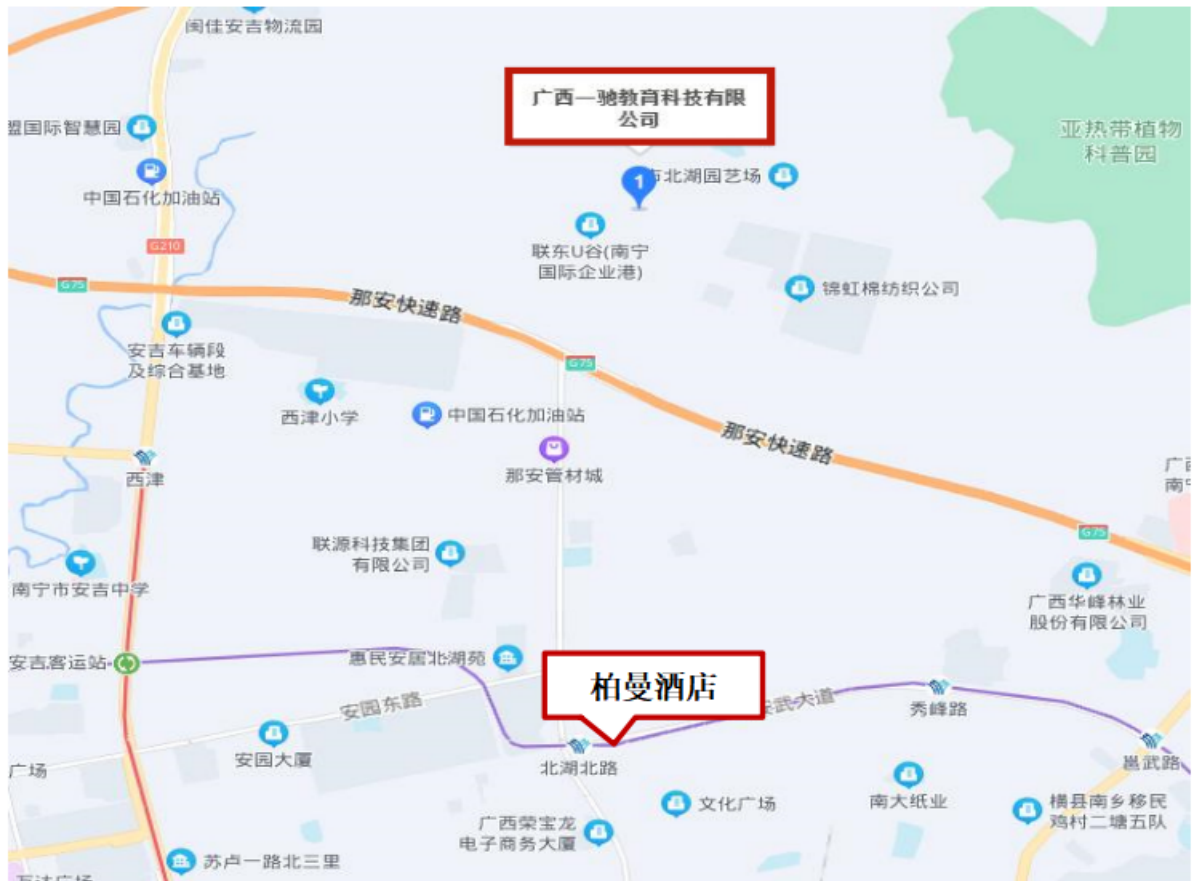 闽佳安吉物流园
广西一驰教育科技有限
公司
盟国际智慧园
亚热带植物
科普园
中国石化加油站
1
市北湖园艺场
G210
联东U谷(南宁
国际企业港)
G75
锦虹棉纺织公司
那安快速路
安吉车辆段
及综合基地
G75
西津小学
中国石化加油站
那安快速路
西津
那安管材城
南宁
G75
联源科技集团
有限公司
南宁市安吉中学
广西华峰林业
股份有限公司
安吉客运站
惠民安居北湖苑
柏曼酒店
安园东路
安武大道
秀峰路
安园大厦
北湖北路
邕武路
广场
文化广场
南大纸业
横县南乡移民
鸡村二塘五队
广西荣宝龙
电子商务大厦
苏卢一路北三里
万达广场